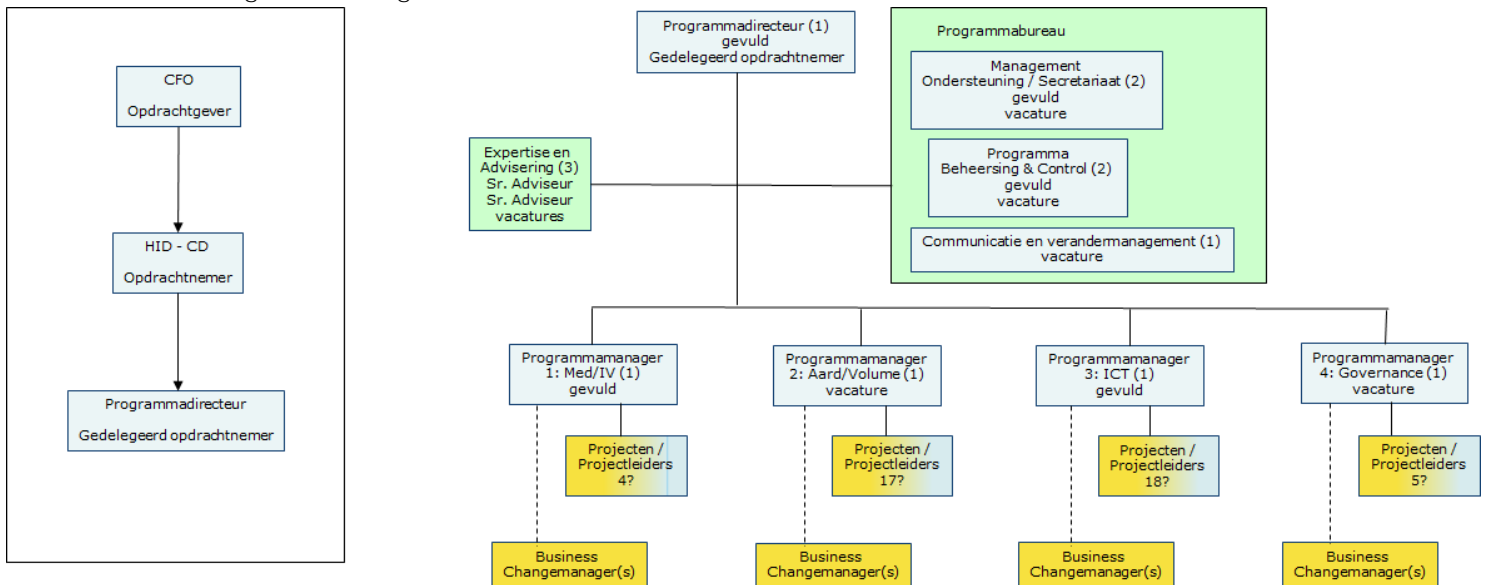 CFO
Opdrachtgever
HID - CD
Opdrachtnemer
Programmadirecteur
Gedelegeerd opdrachtnemer
Programmadirecteur (1)
gevuld
Gedelegeerd opdrachtnemer
Programmabureau
Management
Ondersteuning / Secretariaat (2)
gevuld
vacature
Programma
Beheersing & Control (2)
gevuld
vacature
Communicatie en verandermanagement (1)
vacature
Expertise en
Advisering (3)
Sr. Adviseur
Sr. Adviseur
vacatures
Programmamanager
1: Med/IV (1)
gevuld
Programmamanager
2: Aard/Volume (1)
vacature
Programmamanager
3: ICT (1)
gevuld
Programmamanager
4: Governance (1)
vacature
Projecten /
Projectleiders
4?
Projecten /
Projectleiders
17?
Projecten /
Projectleiders
18?
Projecten /
Projectleiders
5?
Business
Changemanager(s)
Business
Changemanager(s)
Business
Changemanager(s)
Business
Changemanager(s)